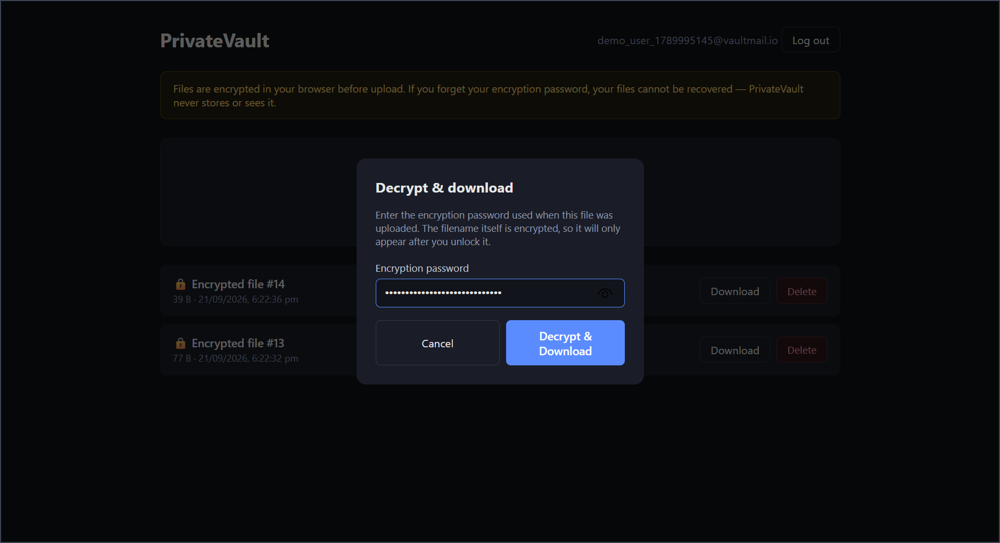 PrivateVault
demo_user_1789995145@vaultmail.io
Log out
Files are encrypted in your browser before upload. If you forget your encryption password, your files cannot be recovered — PrivateVault
never stores or sees it.
Decrypt & download
Enter the encryption password used when this file was
uploaded. The filename itself is encrypted, so it will only
appear after you unlock it.
Encryption password
•••••••••••••••••••••••••••••
Cancel
Decrypt &
Download
Encrypted file #14
39 B · 21/09/2026, 6:22:36 pm
Download
Delete
Encrypted file #13
77 B · 21/09/2026, 6:22:32 pm
Download
Delete